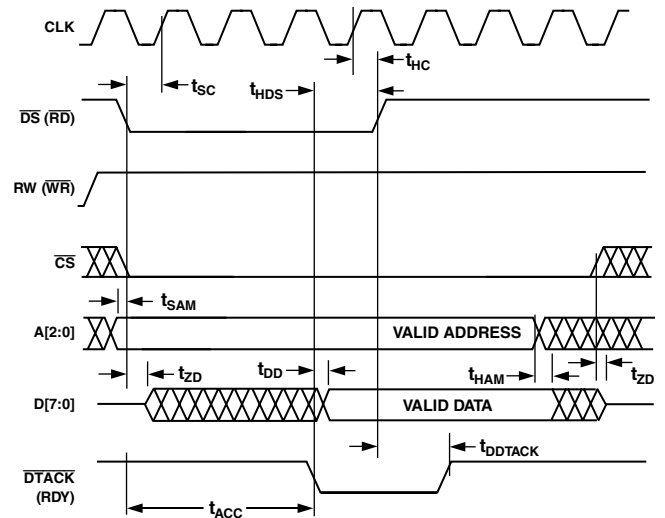 CLK
tHC
tSC
tHDS
DS (RD)
RW (WR)
CS
tSAM
A[2:0]
VALID ADDRESS
tZD
tDD
tHAM
tZD
D[7:0]
VALID DATA
tDDTACK
DTACK
(RDY)
tACC